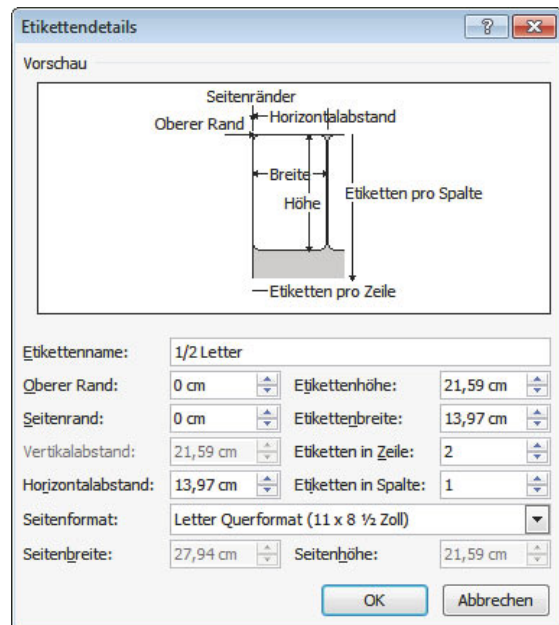 Etikettendetails
Vorschau
Seitenränder
Horizontalabstand
Oberer Rand
Breite
Etiketten pro Spalte
Höhe
Etiketten pro Zeile
Etikettenname: 1/2 Letter
Oberer Rand: 0 cm Etikettenhöhe: 21,59 cm
Seitenrand: 0 cm Etikettenbreite: 13,97 cm
Vertikalabstand: 21,59 cm Etiketten in Zeile: 2
Horizontalabstand: 13,97 cm Etiketten in Spalte: 1
Seitenformat: Letter Querformat (11 x 8 ½ Zoll)
Seitenbreite: 27,94 cm Seitenhöhe: 21,59 cm
OK Abbrechen